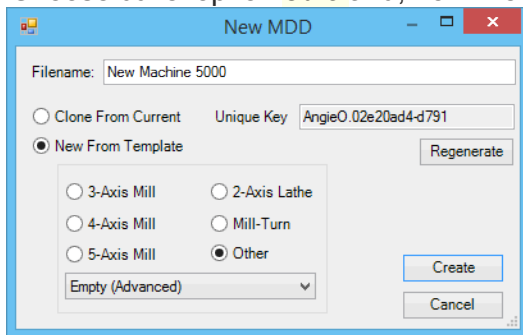 New MDD
Filename: New Machine 5000
Clone From Current Unique Key AngieO.02e20ad4-d791
New From Template Regenerate
3-Axis Mill 2-Axis Lathe
4-Axis Mill Mill-Turn
5-Axis Mill Other
Empty (Advanced)
Create
Cancel